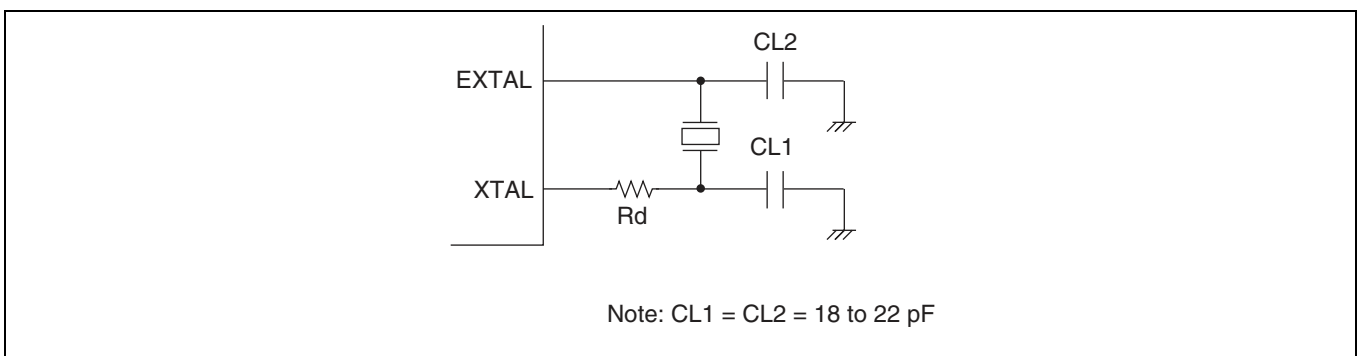 CL2
EXTAL
CL1
XTAL
Rd
Note: CL1 = CL2 = 18 to 22 pF